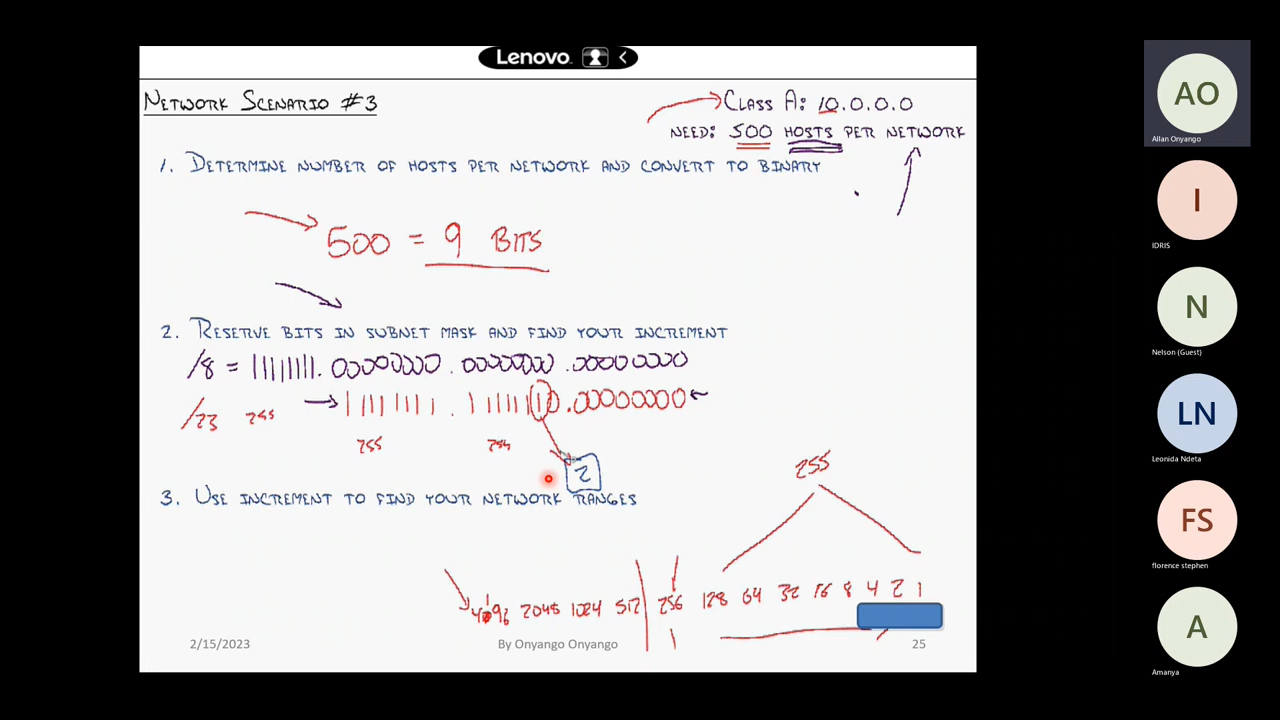 Lenovo
NETWORK SCENARIO #3
CLASS A: 10.0.0.0
NEED: 500 HOSTS PER NETWORK
1. DETERMINE NUMBER OF HOSTS PER NETWORK AND CONVERT TO BINARY
500 = 9 BITS
2. RESERVE BITS IN SUBNET MASK AND FIND YOUR INCREMENT
/8 = 11111111.00000000.00000000.00000000
/23 255 11111111.11111110.00000000
255 254
2
3. USE INCREMENT TO FIND YOUR NETWORK RANGES
255
4096 2048 1024 512 256 128 64 32 16 8 4 2 1
2/15/2023 By Onyango Onyango 25
AO
Allan Onyango
I
IDRIS
N
Nelson (Guest)
LN
Leonida Ndeta
FS
florence stephen
A
Amanya